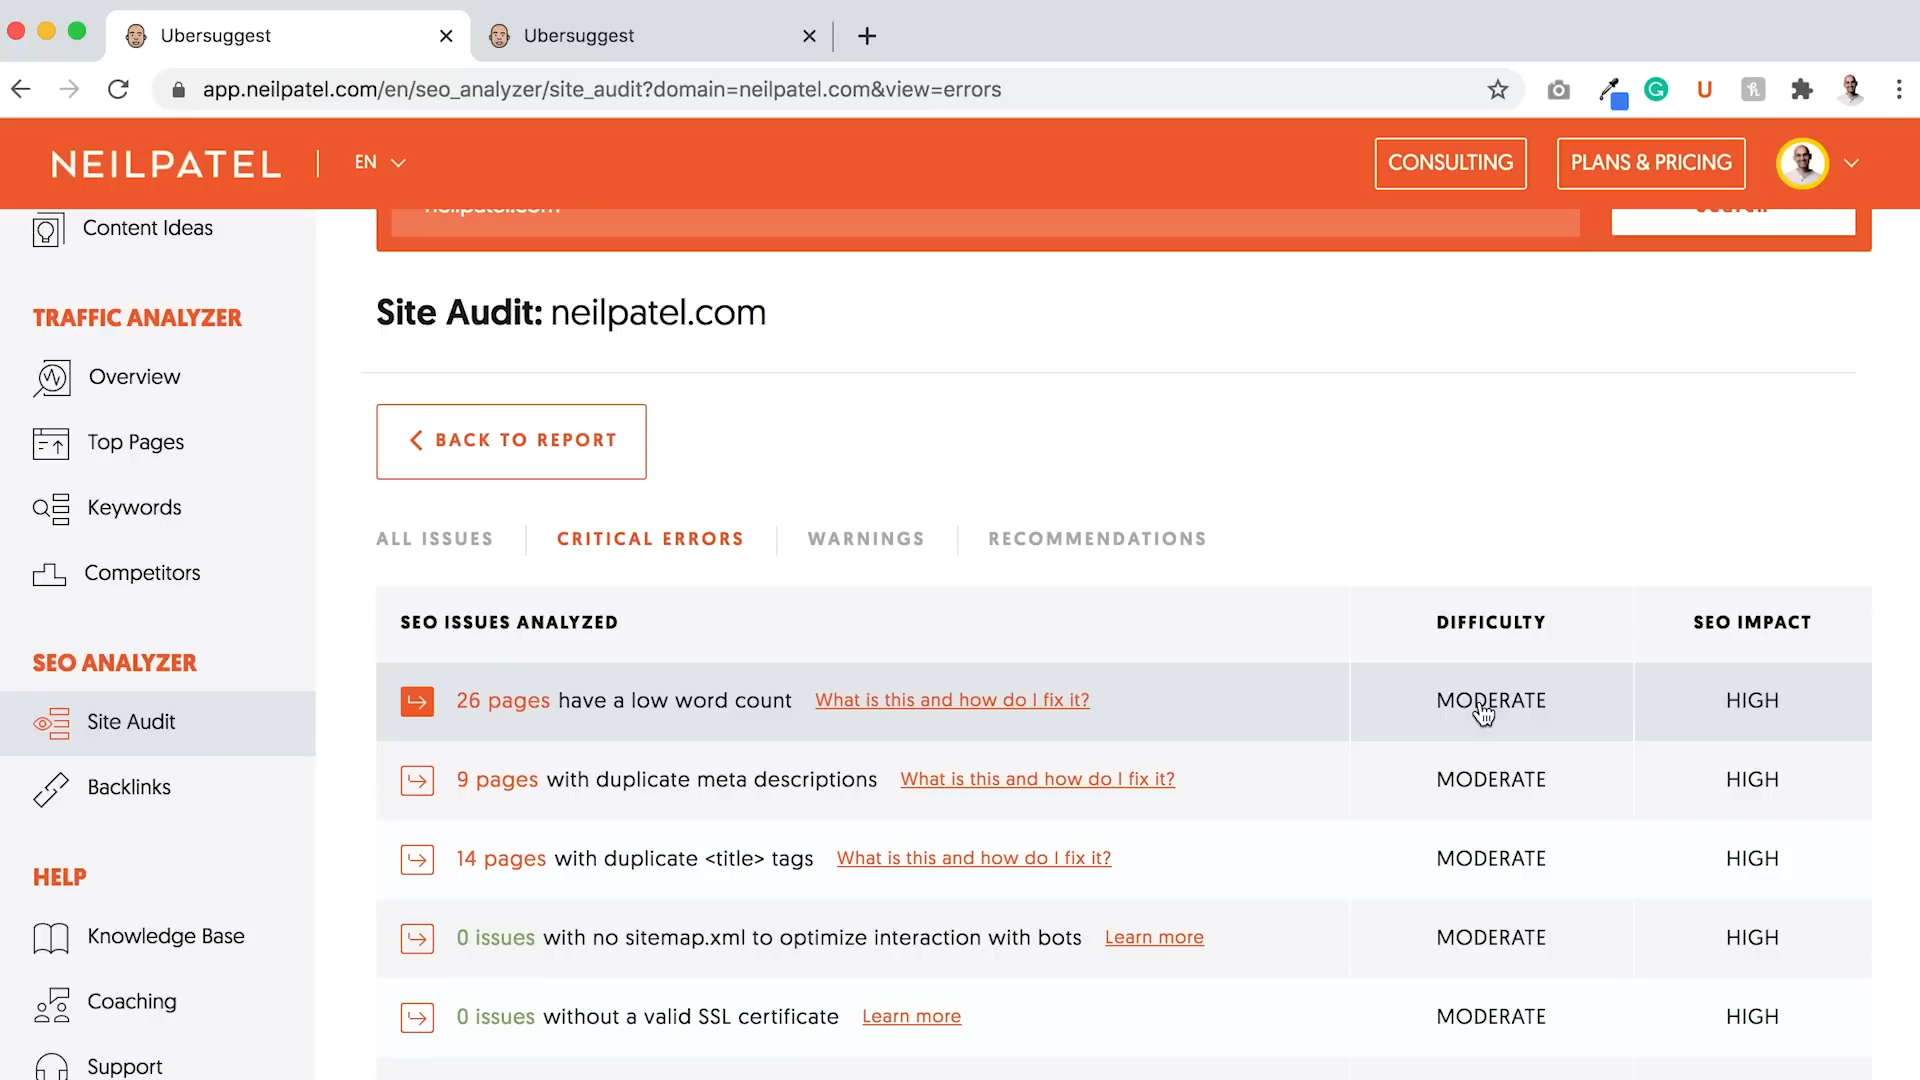 Ubersuggest
Ubersuggest
app.neilpatel.com/en/seo_analyzer/site_audit?domain=neilpatel.com&view=errors
NEILPATEL
EN
CONSULTING
PLANS & PRICING
neilpatel.com
Search
Content Ideas
TRAFFIC ANALYZER
Overview
Top Pages
Keywords
Competitors
SEO ANALYZER
Site Audit
Backlinks
HELP
Knowledge Base
Coaching
Support
Site Audit: neilpatel.com
BACK TO REPORT
ALL ISSUES
CRITICAL ERRORS
WARNINGS
RECOMMENDATIONS
SEO ISSUES ANALYZED DIFFICULTY SEO IMPACT
26 pages have a low word count What is this and how do I fix it? MODERATE HIGH
9 pages with duplicate meta descriptions What is this and how do I fix it? MODERATE HIGH
14 pages with duplicate <title> tags What is this and how do I fix it? MODERATE HIGH
0 issues with no sitemap.xml to optimize interaction with bots Learn more MODERATE HIGH
0 issues without a valid SSL certificate Learn more MODERATE HIGH